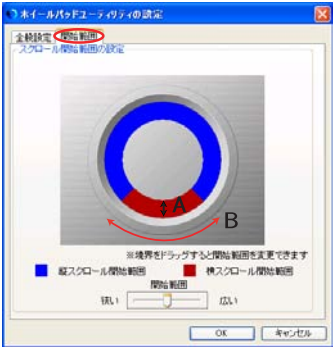 ホイールパッドユーティリティの設定
全般設定 開始範囲
スクロール開始範囲の設定
A
B
※境界をドラッグすると開始範囲を変更できます
縦スクロール開始範囲 横スクロール開始範囲
開始範囲
狭い 広い
OK キャンセル